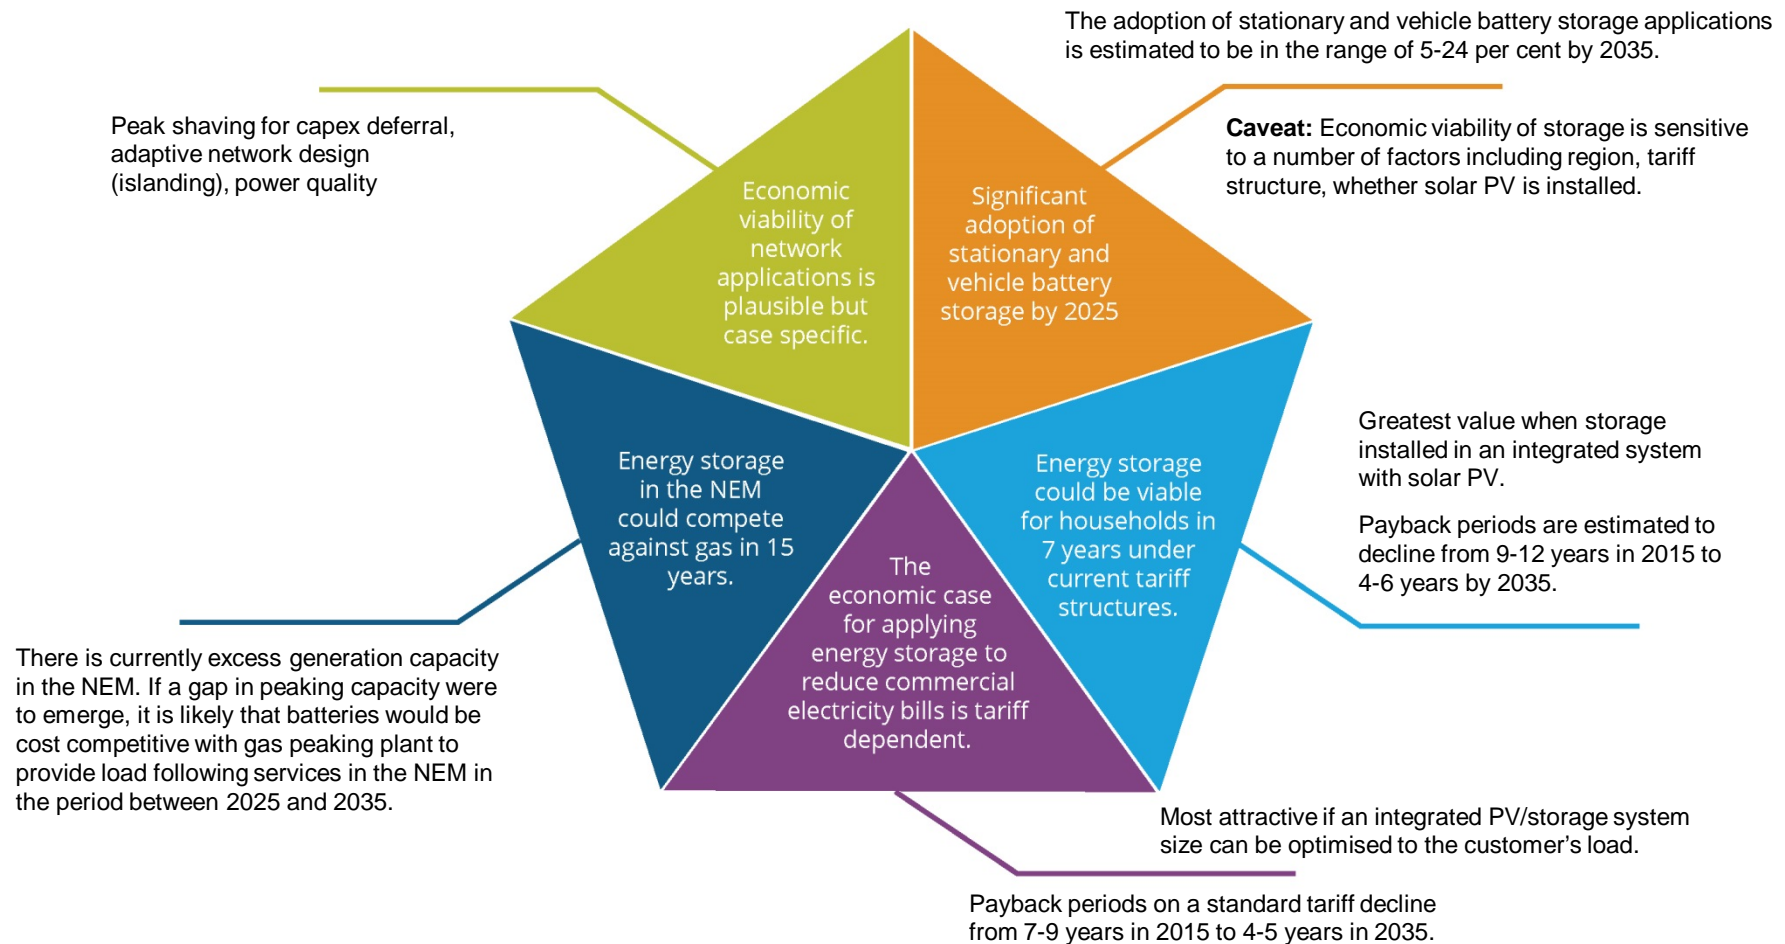 The adoption of stationary and vehicle battery storage applications
is estimated to be in the range of 5-24 per cent by 2035.
Caveat: Economic viability of storage is sensitive
to a number of factors including region, tariff
structure, whether solar PV is installed.
Peak shaving for capex deferral,
adaptive network design
(islanding), power quality
Economic
viability of
network
applications is
plausible but
case specific.
Significant
adoption of
stationary and
vehicle battery
storage by 2025
Energy storage
in the NEM
could compete
against gas in 15
years.
The
economic case
for applying
energy storage to
reduce commercial
electricity bills is tariff
dependent.
Energy storage
could be viable
for households in
7 years under
current tariff
structures.
Greatest value when storage
installed in an integrated system
with solar PV.
Payback periods are estimated to
decline from 9-12 years in 2015 to
4-6 years by 2035.
There is currently excess generation capacity
in the NEM. If a gap in peaking capacity were
to emerge, it is likely that batteries would be
cost competitive with gas peaking plant to
provide load following services in the NEM in
the period between 2025 and 2035.
Most attractive if an integrated PV/storage system
size can be optimised to the customer’s load.
Payback periods on a standard tariff decline
from 7-9 years in 2015 to 4-5 years in 2035.